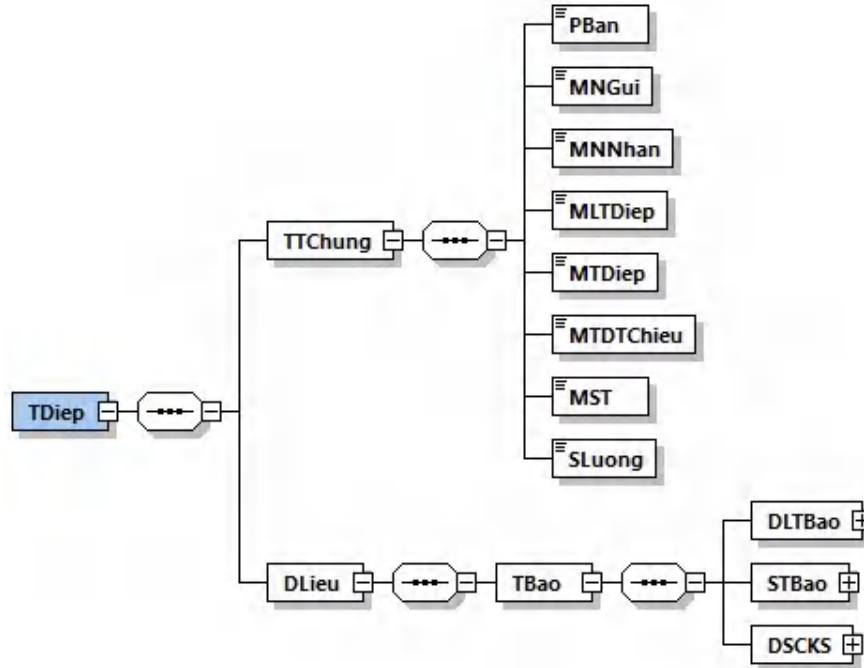 PBan
MNGui
MNNhan
MLTDiep
TTChung
MTDiep
MTDTChieu
MST
TDiep
SLuong
DLTBao
DLieu
TBao
STBao
DSCKS